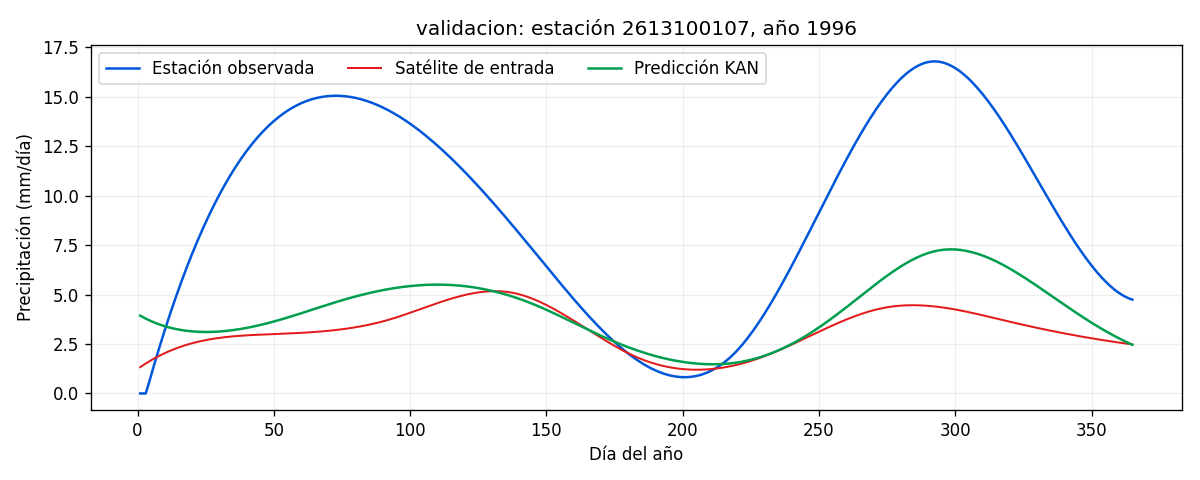 validacion: estación 2613100107, año 1996
Estación observada
Satélite de entrada
Predicción KAN
Precipitación (mm/día)
17.5
15.0
12.5
10.0
7.5
5.0
2.5
0.0
0 50 100 150 200 250 300 350
Día del año